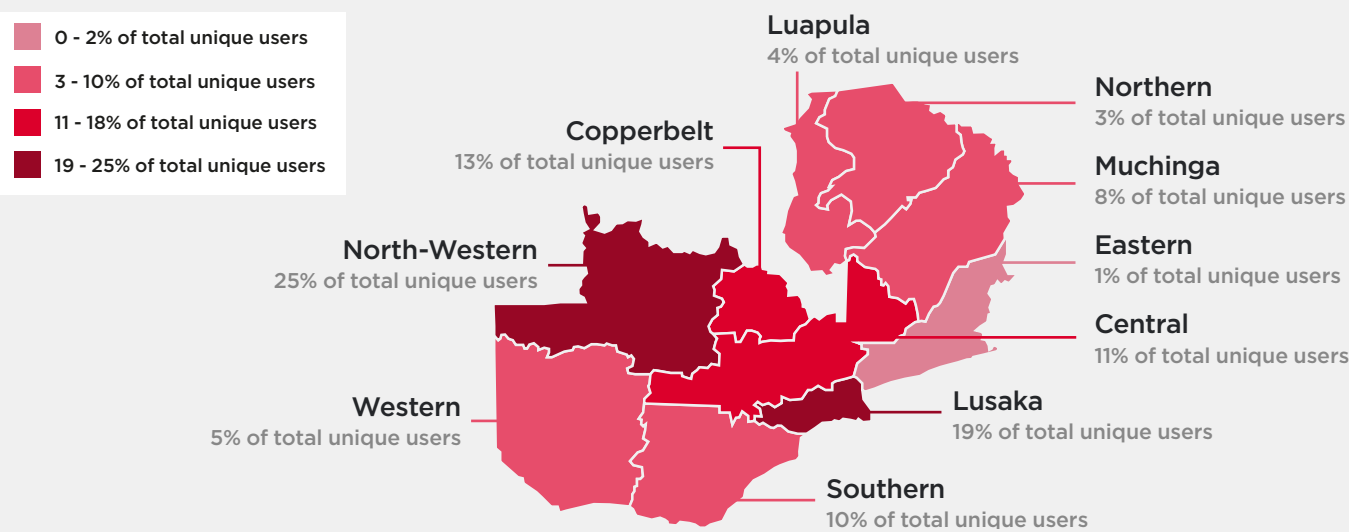 0 - 2% of total unique users
3 - 10% of total unique users
11 - 18% of total unique users
19 - 25% of total unique users
Luapula
4% of total unique users
Northern
3% of total unique users
Copperbelt
13% of total unique users
Muchinga
8% of total unique users
North-Western
25% of total unique users
Eastern
1% of total unique users
Central
11% of total unique users
Western
5% of total unique users
Lusaka
19% of total unique users
Southern
10% of total unique users